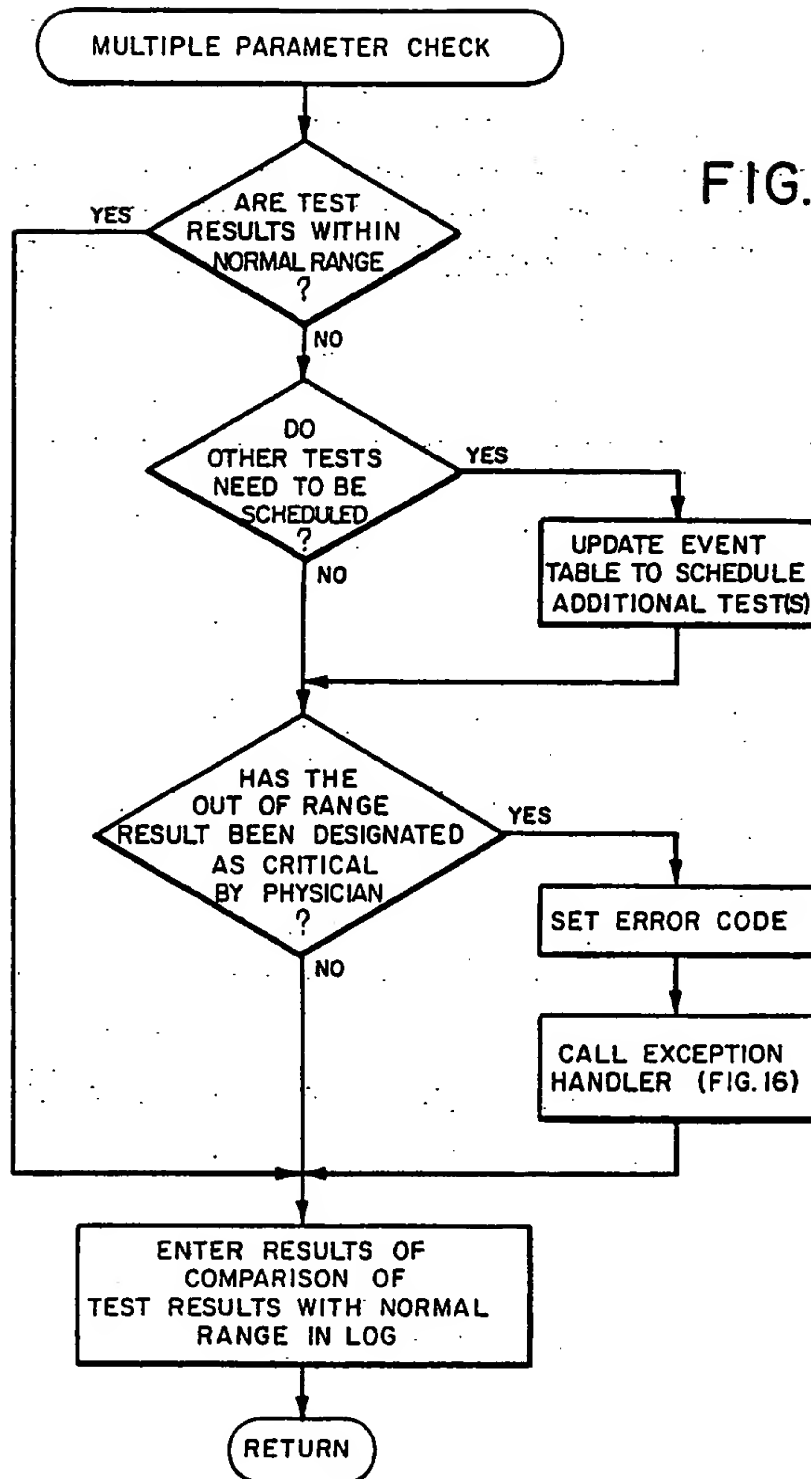 MULTIPLE PARAMETER CHECK
FIG.
ARE TEST
RESULTS WITHIN
NORMAL RANGE
?
YES
NO
DO
OTHER TESTS
NEED TO BE
SCHEDULED
?
YES
NO
UPDATE EVENT
TABLE TO SCHEDULE
ADDITIONAL TEST(S)
HAS THE
OUT OF RANGE
RESULT BEEN DESIGNATED
AS CRITICAL
BY PHYSICIAN
?
YES
NO
SET ERROR CODE
CALL EXCEPTION
HANDLER (FIG. 16)
ENTER RESULTS OF
COMPARISON OF
TEST RESULTS WITH NORMAL
RANGE IN LOG
RETURN